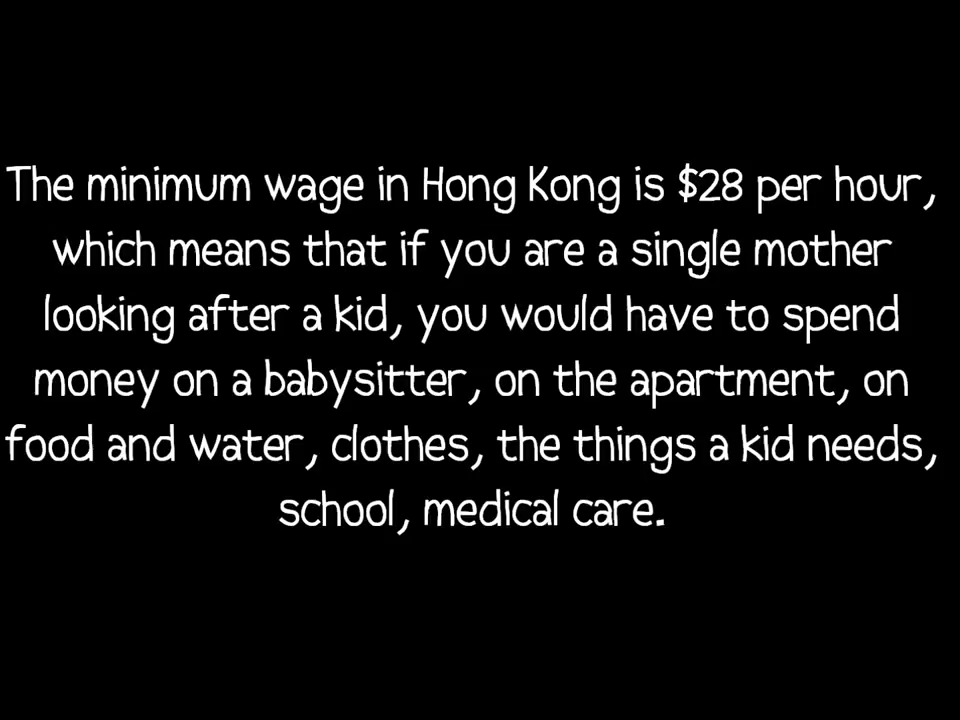 The minimum wage in Hong Kong is $28 per hour,
which means that if you are a single mother
looking after a kid, you would have to spend
money on a babysitter, on the apartment, on
food and water, clothes, the things a kid needs,
school, medical care.